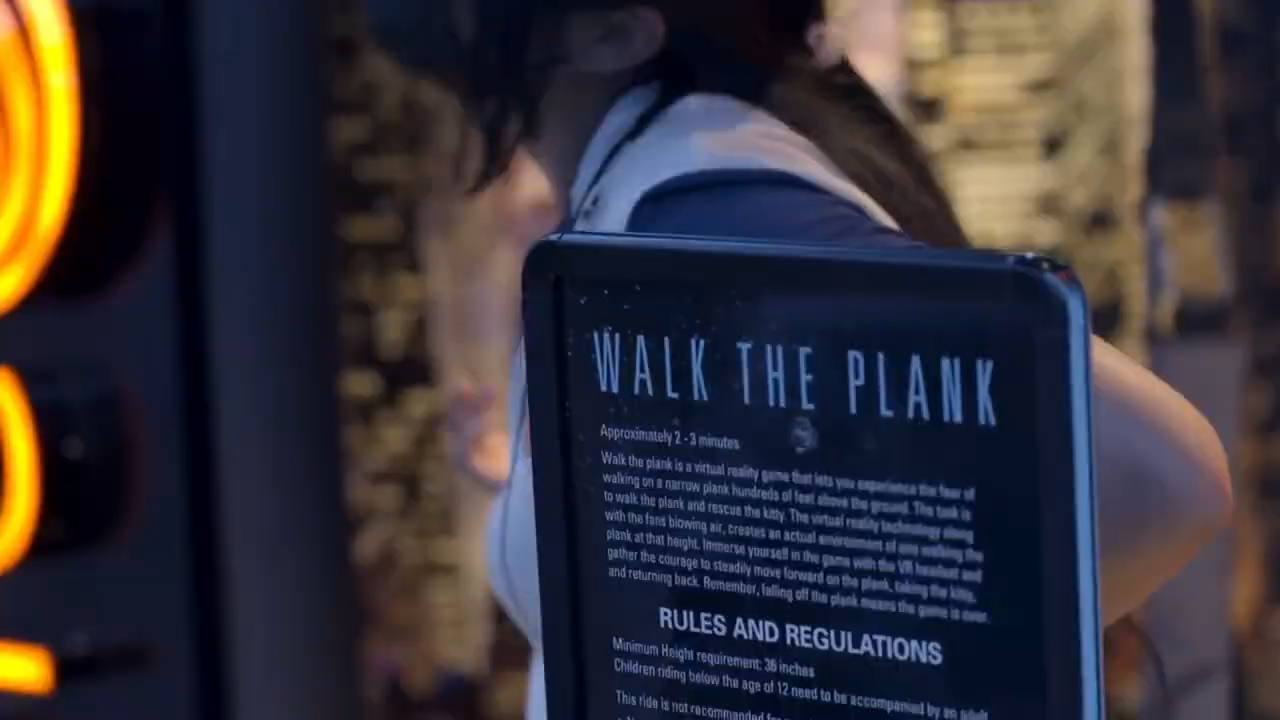 WALK THE PLANK
Approximately 2 - 3 minutes
Walk the plank is a virtual reality game that lets you experience the fear of
walking on a narrow plank hundreds of feet above the ground. The task is
to walk the plank and rescue the kitty. The virtual reality technology along
with the fans blowing air, creates an actual environment of one walking the
plank at that height. Immerse yourself in the game with the VR headset and
gather the courage to steadily move forward on the plank, taking the kitty,
and returning back. Remember, falling off the plank means the game is over.
RULES AND REGULATIONS
Minimum Height requirement: 36 inches
Children riding below the age of 12 need to be accompanied by an adult
This ride is not recommended for